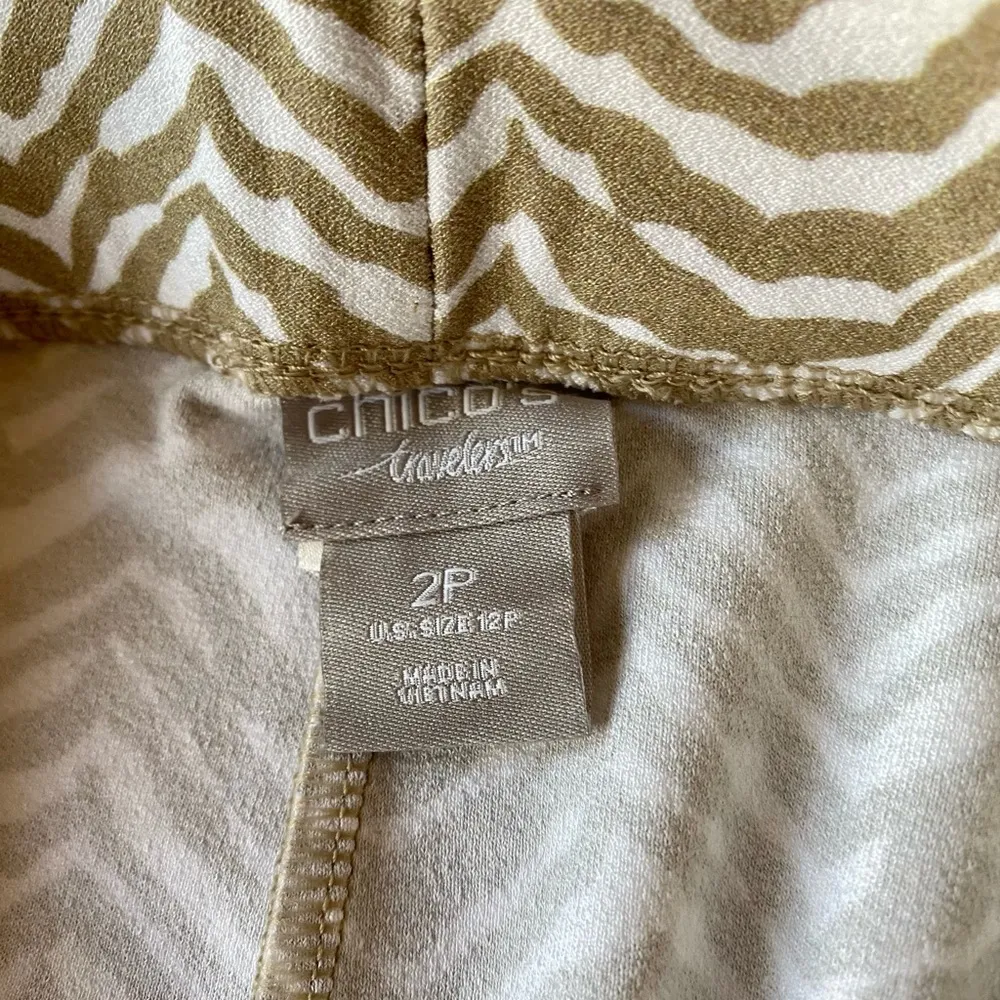 CHICO'S
travelers™
2P
U.S. SIZE 12P
MADE IN
VIETNAM